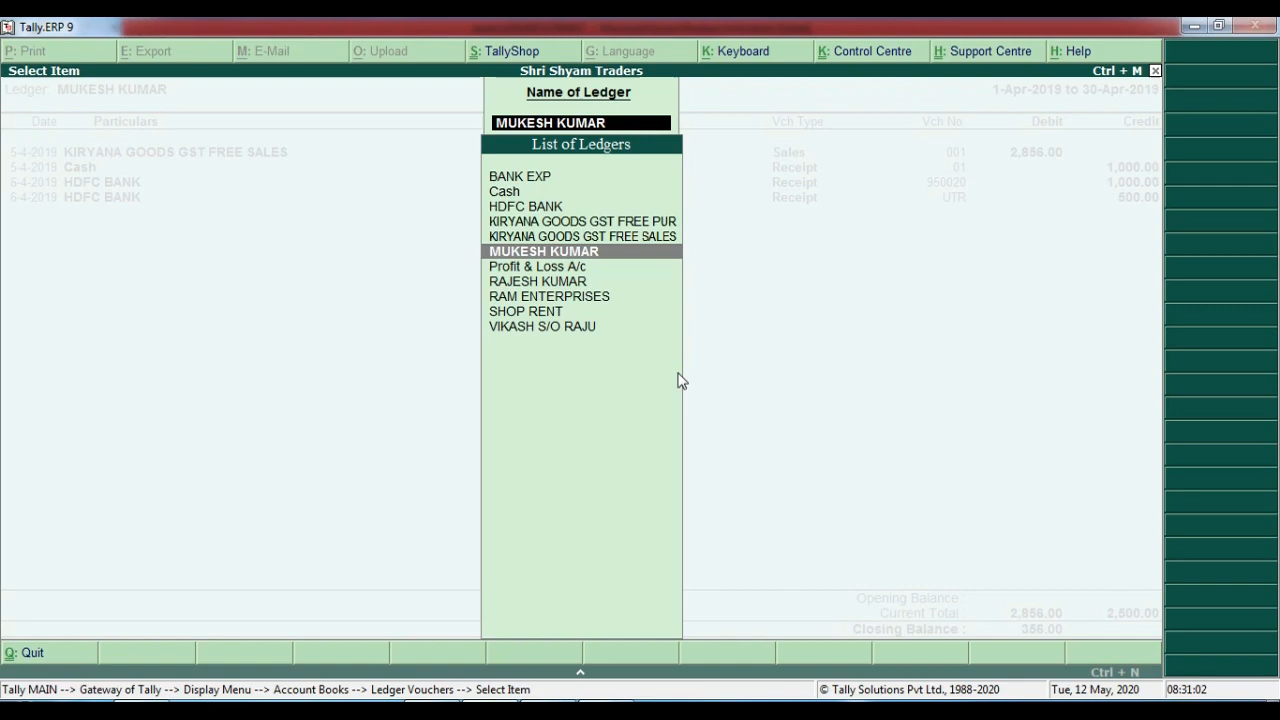 Tally.ERP 9
P: Print E: Export M: E-Mail O: Upload S: TallyShop G: Language K: Keyboard K: Control Centre H: Support Centre H: Help
Select Item Shri Shyam Traders Ctrl + M
Ledger: MUKESH KUMAR 1-Apr-2019 to 30-Apr-2019
Name of Ledger
MUKESH KUMAR
Date Particulars Vch Type Vch No Debit Credit
List of Ledgers
5-4-2019 KIRYANA GOODS GST FREE SALES Sales 001 2,856.00
5-4-2019 Cash Receipt 01 1,000.00
6-4-2019 HDFC BANK Receipt 950020 1,000.00
6-4-2019 HDFC BANK Receipt UTR 500.00
BANK EXP
Cash
HDFC BANK
KIRYANA GOODS GST FREE PUR
KIRYANA GOODS GST FREE SALES
MUKESH KUMAR
Profit & Loss A/c
RAJESH KUMAR
RAM ENTERPRISES
SHOP RENT
VIKASH S/O RAJU
Opening Balance
Current Total 2,856.00 2,500.00
Closing Balance : 356.00
Q: Quit
Ctrl + N
Tally MAIN --> Gateway of Tally --> Display Menu --> Account Books --> Ledger Vouchers --> Select Item © Tally Solutions Pvt Ltd., 1988-2020 Tue, 12 May, 2020 08:31:02